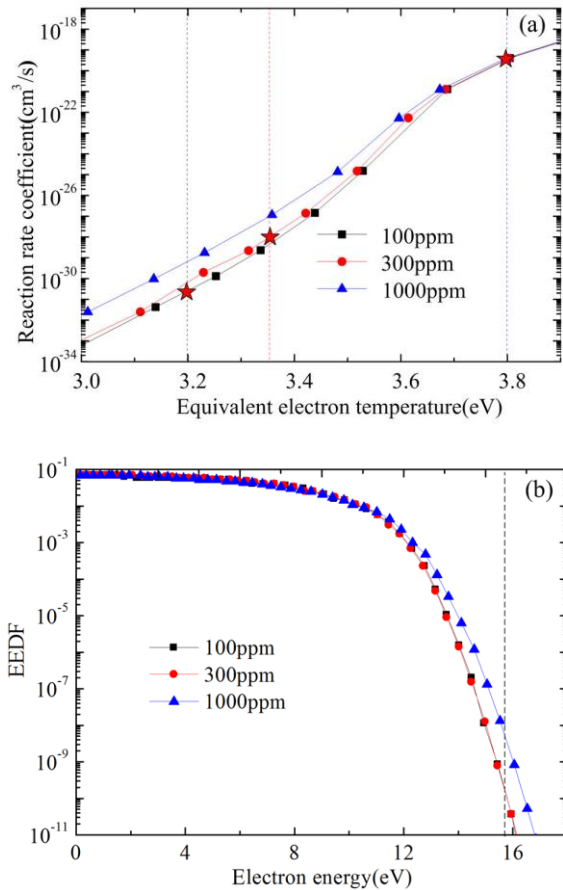 (a)
Reaction rate coefficient(cm³/s)
10⁻¹⁸
10⁻²²
10⁻²⁶
10⁻³⁰
10⁻³⁴
100ppm
300ppm
1000ppm
3.0 3.2 3.4 3.6 3.8
Equivalent electron temperature(eV)
(b)
EEDF
10⁻¹
10⁻³
10⁻⁵
10⁻⁷
10⁻⁹
10⁻¹¹
100ppm
300ppm
1000ppm
0 4 8 12 16
Electron energy(eV)